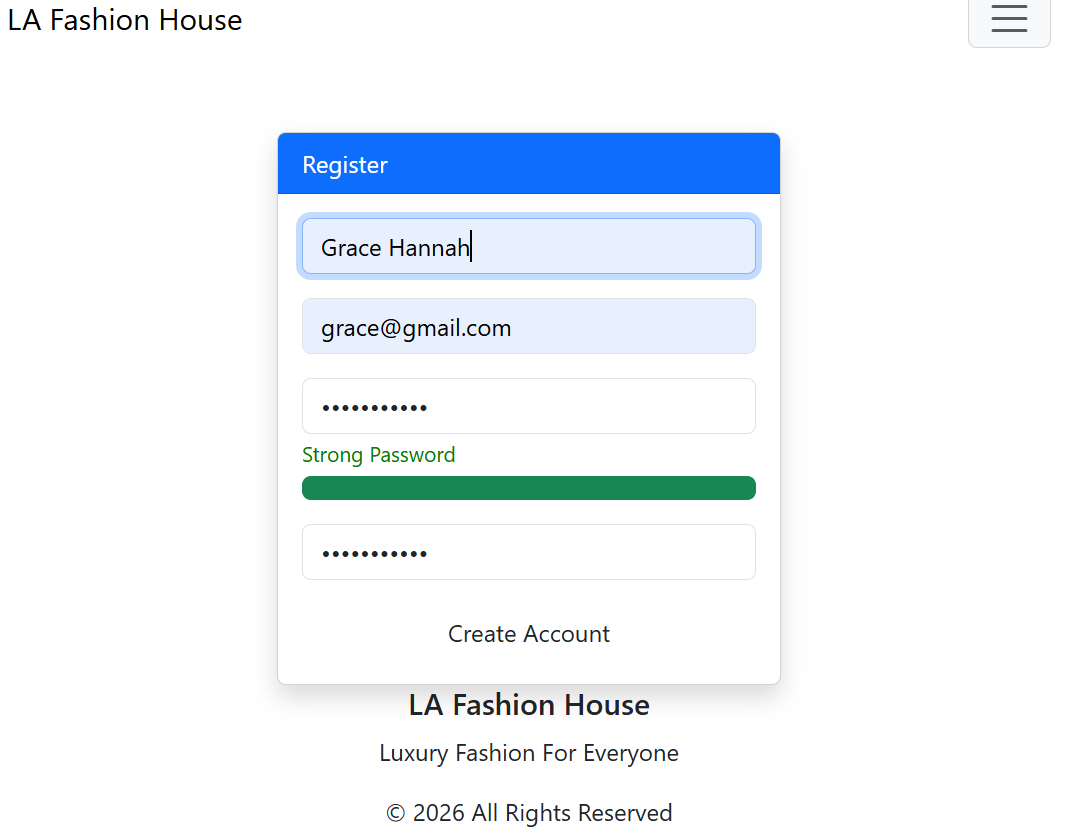 LA Fashion House
Register
Grace Hannah
grace@gmail.com
•••••••••••
Strong Password
•••••••••••
Create Account
LA Fashion House
Luxury Fashion For Everyone
© 2026 All Rights Reserved